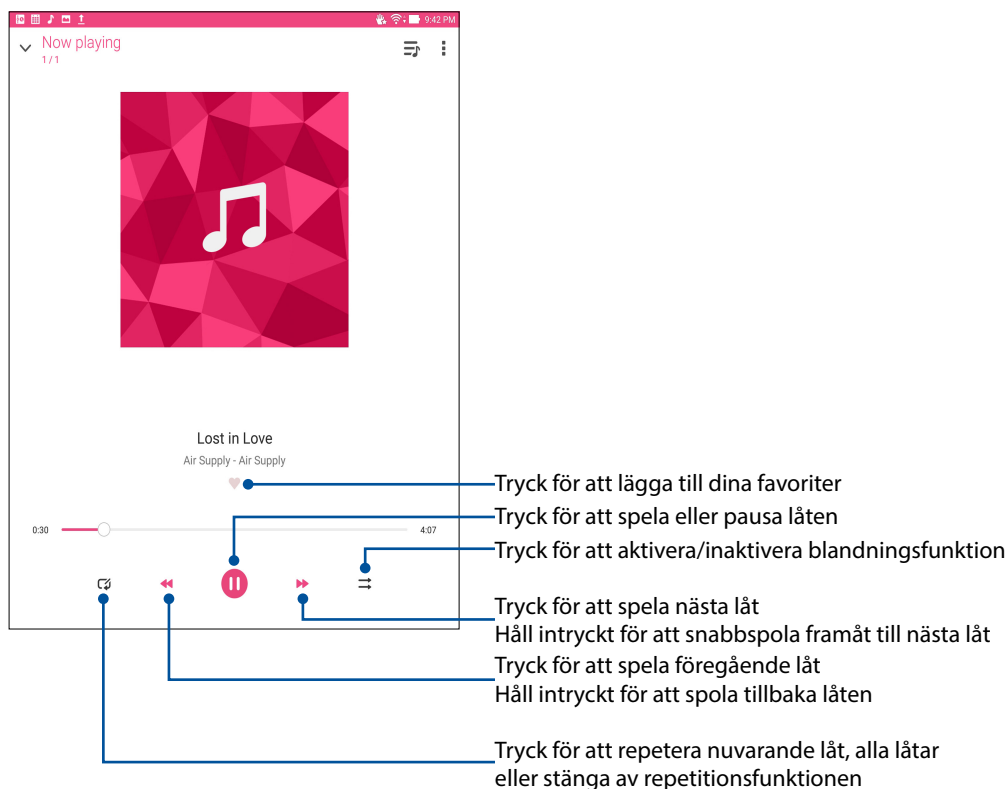 9:42 PM
Now playing
1 / 1
Lost in Love
Air Supply - Air Supply
Tryck för att lägga till dina favoriter
Tryck för att spela eller pausa låten
0:30
4:07
Tryck för att aktivera/inaktivera blandningsfunktion
Tryck för att spela nästa låt
Håll intryckt för att snabbspola framåt till nästa låt
Tryck för att spela föregående låt
Håll intryckt för att spola tillbaka låten
Tryck för att repetera nuvarande låt, alla låtar
eller stänga av repetitionsfunktionen